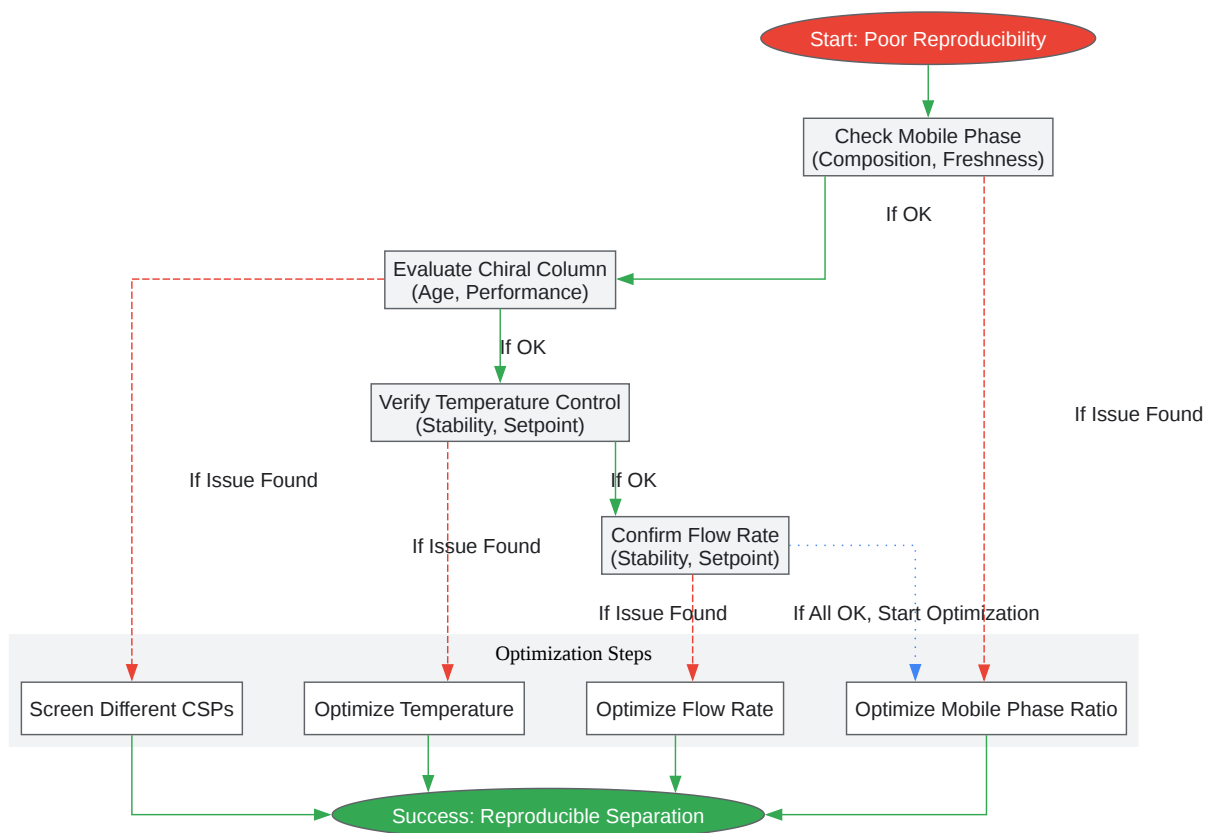 Start: Poor Reproducibility
Check Mobile Phase
(Composition, Freshness)
If OK
Evaluate Chiral Column
(Age, Performance)
If OK
Verify Temperature Control
(Stability, Setpoint)
If Issue Found
If Issue Found
If OK
Confirm Flow Rate
(Stability, Setpoint)
If Issue Found
If Issue Found
If All OK, Start Optimization
Optimization Steps
Screen Different CSPs
Optimize Temperature
Optimize Flow Rate
Optimize Mobile Phase Ratio
Success: Reproducible Separation